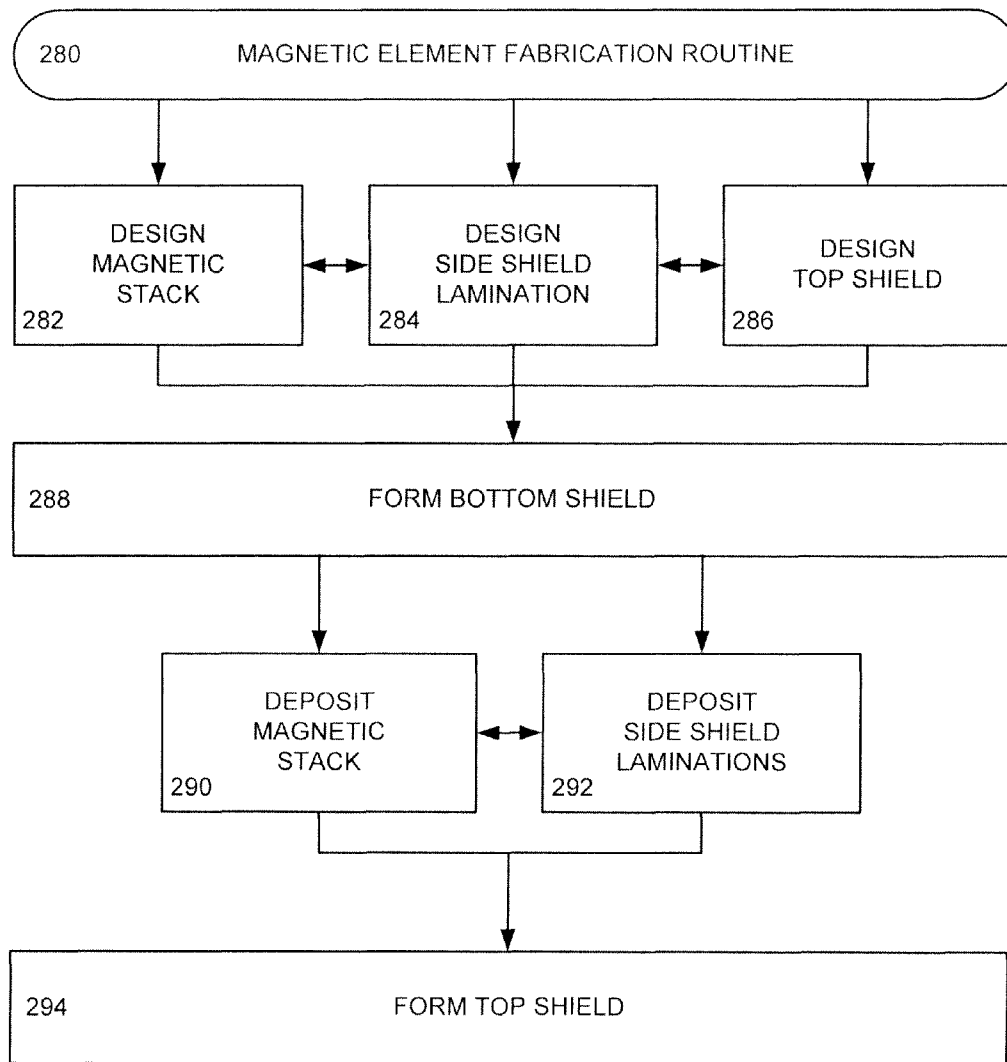 280 MAGNETIC ELEMENT FABRICATION ROUTINE
DESIGN
MAGNETIC
STACK
282
DESIGN
SIDE SHIELD
LAMINATION
284
DESIGN
TOP SHIELD
286
288 FORM BOTTOM SHIELD
DEPOSIT
MAGNETIC
STACK
290
DEPOSIT
SIDE SHIELD
LAMINATIONS
292
294 FORM TOP SHIELD